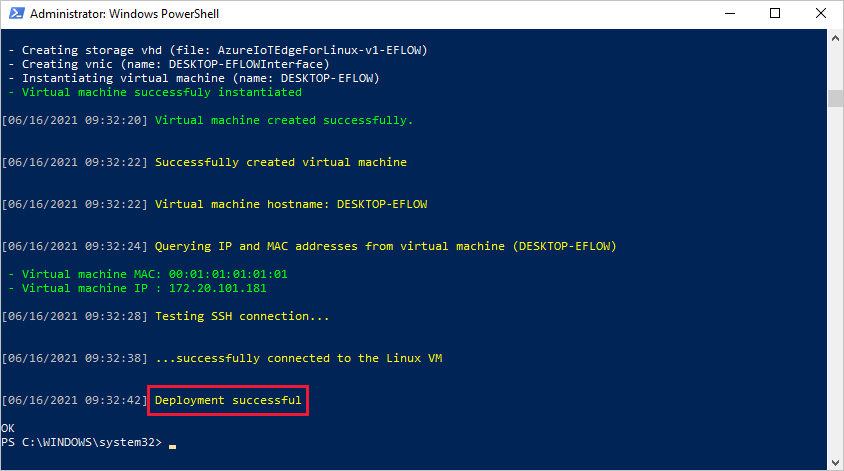 Administrator: Windows PowerShell
- Creating storage vhd (file: AzureIoTEdgeForLinux-v1-EFLOW)
- Creating vnic (name: DESKTOP-EFLOWInterface)
- Instantiating virtual machine (name: DESKTOP-EFLOW)
- Virtual machine successfuly instantiated
[06/16/2021 09:32:20] Virtual machine created successfully.
[06/16/2021 09:32:22] Successfully created virtual machine
[06/16/2021 09:32:22] Virtual machine hostname: DESKTOP-EFLOW
[06/16/2021 09:32:24] Querying IP and MAC addresses from virtual machine (DESKTOP-EFLOW)
- Virtual machine MAC: 00:01:01:01:01:01
- Virtual machine IP : 172.20.101.181
[06/16/2021 09:32:28] Testing SSH connection...
[06/16/2021 09:32:38] ...successfully connected to the Linux VM
[06/16/2021 09:32:42] Deployment successful
OK
PS C:\WINDOWS\system32>